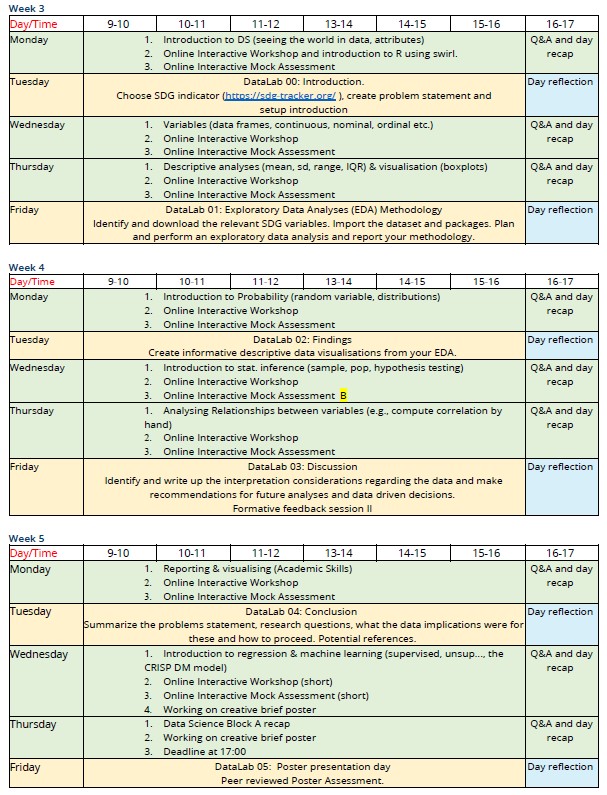 Week 3
Day/Time 9-10 10-11 11-12 13-14 14-15 15-16 16-17
Monday
1. Introduction to DS (seeing the world in data, attributes)
2. Online Interactive Workshop and introduction to R using swirl.
3. Online Interactive Mock Assessment
Q&A and day
recap
Tuesday
DataLab 00: Introduction.
Choose SDG indicator (https://sdg-tracker.org/ ), create problem statement and
setup introduction
Day reflection
Wednesday
1. Variables (data frames, continuous, nominal, ordinal etc.)
2. Online Interactive Workshop
3. Online Interactive Mock Assessment
Q&A and day
recap
Thursday
1. Descriptive analyses (mean, sd, range, IQR) & visualisation (boxplots)
2. Online Interactive Workshop
3. Online Interactive Mock Assessment
Q&A and day
recap
Friday
DataLab 01: Exploratory Data Analyses (EDA) Methodology
Identify and download the relevant SDG variables. Import the dataset and packages. Plan
and perform an exploratory data analysis and report your methodology.
Day reflection
Week 4
Day/Time 9-10 10-11 11-12 13-14 14-15 15-16 16-17
Monday
1. Introduction to Probability (random variable, distributions)
2. Online Interactive Workshop
3. Online Interactive Mock Assessment
Q&A and day
recap
Tuesday
DataLab 02: Findings
Create informative descriptive data visualisations from your EDA.
Day reflection
Wednesday
1. Introduction to stat. inference (sample, pop, hypothesis testing)
2. Online Interactive Workshop
3. Online Interactive Mock Assessment B
Q&A and day
recap
Thursday
1. Analysing Relationships between variables (e.g., compute correlation by
hand)
2. Online Interactive Workshop
3. Online Interactive Mock Assessment
Q&A and day
recap
Friday
DataLab 03: Discussion
Identify and write up the interpretation considerations regarding the data and make
recommendations for future analyses and data driven decisions.
Formative feedback session II
Day reflection
Week 5
Day/Time 9-10 10-11 11-12 13-14 14-15 15-16 16-17
Monday
1. Reporting & visualising (Academic Skills)
2. Online Interactive Workshop
3. Online Interactive Mock Assessment
Q&A and day
recap
Tuesday
DataLab 04: Conclusion
Summarize the problems statement, research questions, what the data implications were for
these and how to proceed. Potential references.
Day reflection
Wednesday
1. Introduction to regression & machine learning (supervised, unsup..., the
CRISP DM model)
2. Online Interactive Workshop (short)
3. Online Interactive Mock Assessment (short)
4. Working on creative brief poster
Q&A and day
recap
Thursday
1. Data Science Block A recap
2. Working on creative brief poster
3. Deadline at 17:00
Q&A and day
recap
Friday
DataLab 05: Poster presentation day
Peer reviewed Poster Assessment.
Day reflection